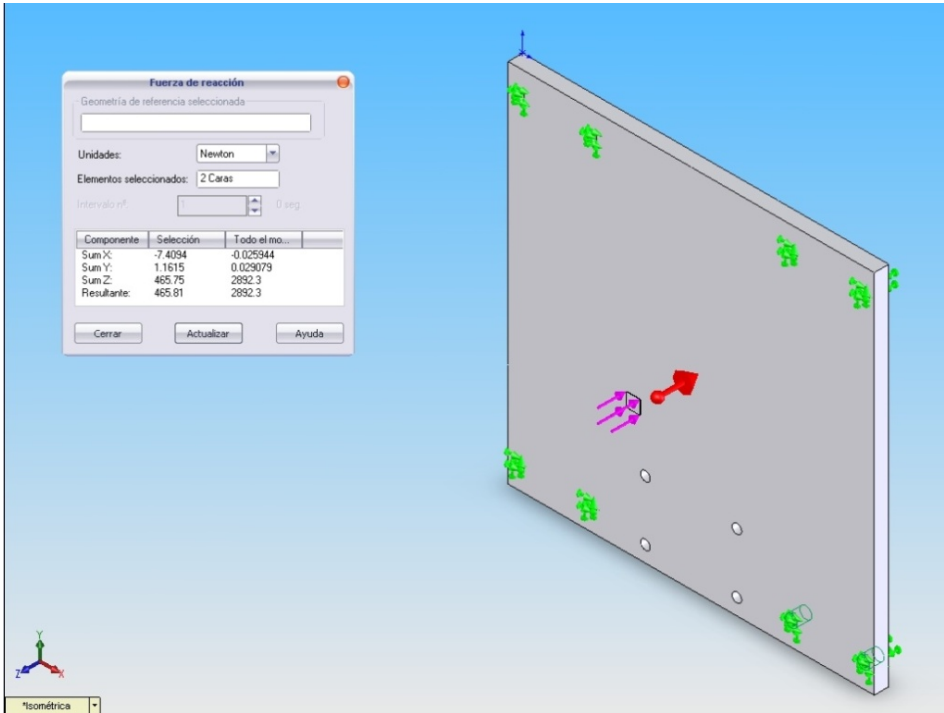 Fuerza de reacción
Geometría de referencia seleccionada
Unidades: Newton
Elementos seleccionados: 2 Caras
Intervalo nº. 1 0 seg.
Componente Selección Todo el mo...
Sum X: -7.4094 -0.025944
Sum Y: 1.1615 0.029079
Sum Z: 465.75 2892.3
Resultante: 465.81 2892.3
Cerrar Actualizar Ayuda
Y
Z X
*Isométrica